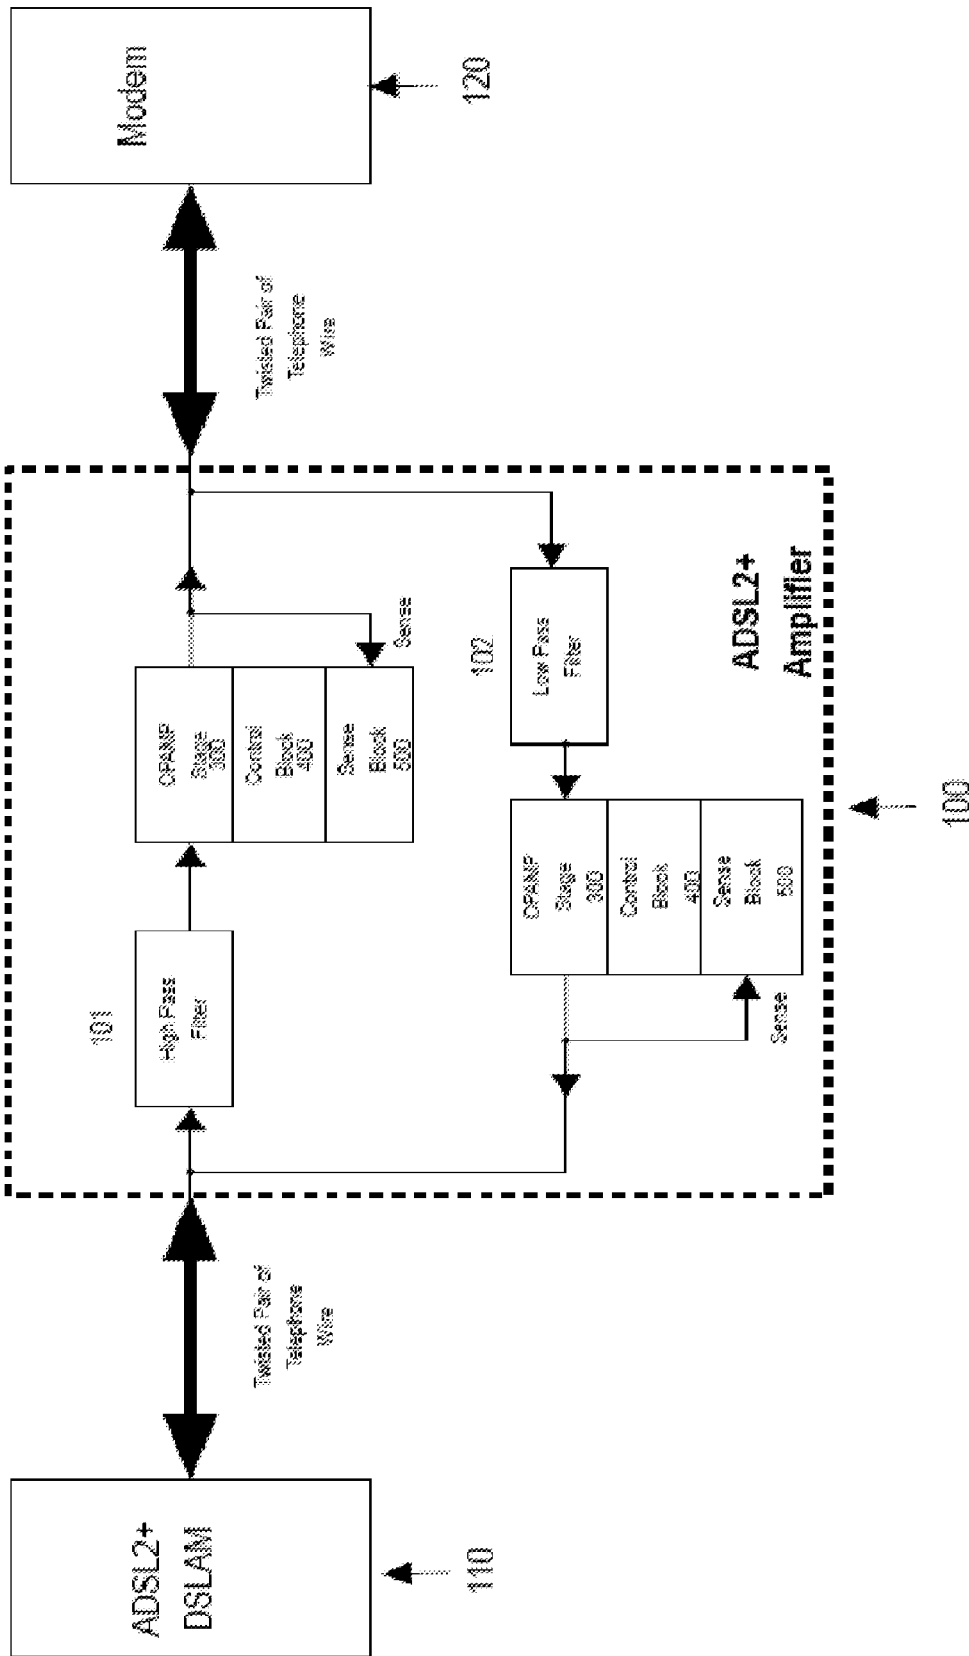 ADSL2+
DSLAM
110
Twisted Pair of
Telephone
Wire
101
High Pass
Filter
OPAMP
Stage
300
Control
Block
400
Sense
Block
500
Sense
102
Low Pass
Filter
OPAMP
Stage
300
Control
Block
400
Sense
Block
500
Sense
ADSL2+
Amplifier
100
Twisted Pair of
Telephone
Wire
Modem
120